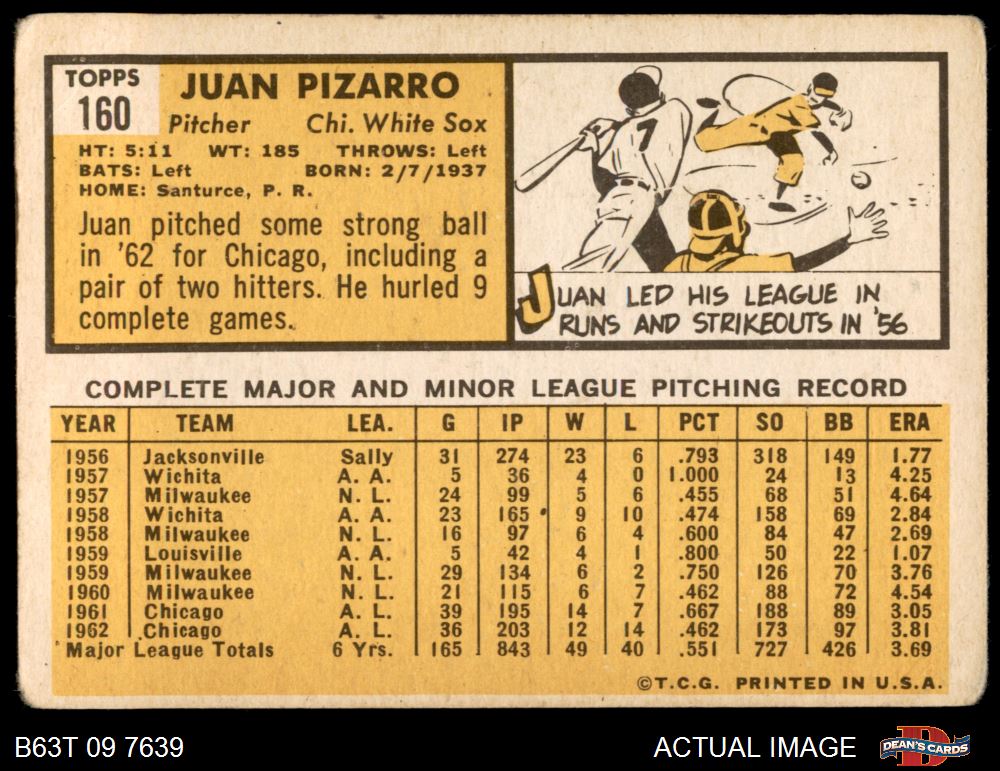 TOPPS
160
JUAN PIZARRO
Pitcher Chi. White Sox
HT: 5:11 WT: 185 THROWS: Left
BATS: Left BORN: 2/7/1937
HOME: Santurce, P. R.
Juan pitched some strong ball
in '62 for Chicago, including a
pair of two hitters. He hurled 9
complete games.
7
JUAN LED HIS LEAGUE IN
RUNS AND STRIKEOUTS IN '56
COMPLETE MAJOR AND MINOR LEAGUE PITCHING RECORD
YEAR TEAM LEA. G IP W L PCT SO BB ERA
1956 Jacksonville Sally 31 274 23 6 .793 318 149 1.77
1957 Wichita A. A. 5 36 4 0 1.000 24 13 4.25
1957 Milwaukee N. L. 24 99 5 6 .455 68 51 4.64
1958 Wichita A. A. 23 165 9 10 .474 158 69 2.84
1958 Milwaukee N. L. 16 97 6 4 .600 84 47 2.69
1959 Louisville A. A. 5 42 4 1 .800 50 22 1.07
1959 Milwaukee N. L. 29 134 6 2 .750 126 70 3.76
1960 Milwaukee N. L. 21 115 6 7 .462 88 72 4.54
1961 Chicago A. L. 39 195 14 7 .667 188 89 3.05
1962 Chicago A. L. 36 203 12 14 .462 173 97 3.81
Major League Totals 6 Yrs. 165 843 49 40 .551 727 426 3.69
©T.C.G. PRINTED IN U.S.A.
B63T 09 7639 ACTUAL IMAGE DEAN'S CARDS